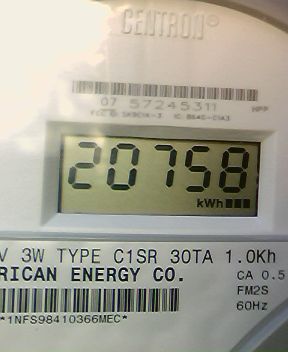 CENTRON®
07 57245311 HPP
20758
kWh
V 3W TYPE C1SR 30TA 1.0Kh
RICAN ENERGY CO. CA 0.5
FM2S
60Hz
*1NFS98410366MEC*